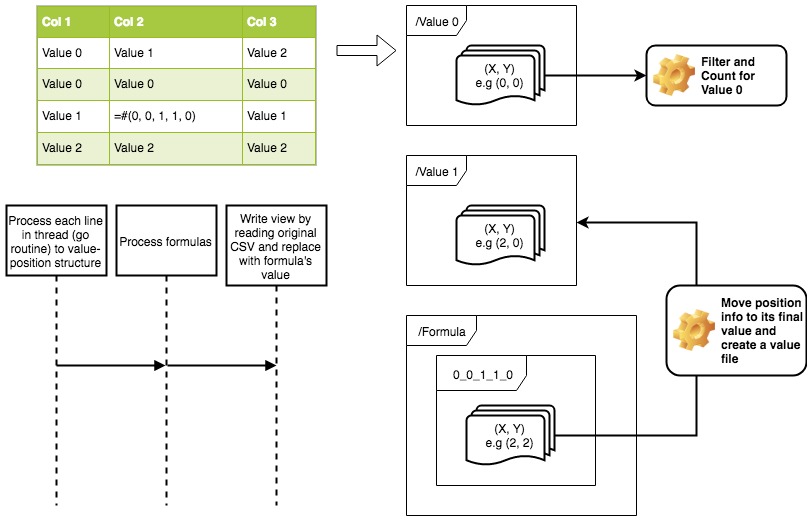 Col 1 Col 2 Col 3
Value 0 Value 1 Value 2
Value 0 Value 0 Value 0
Value 1 =#(0, 0, 1, 1, 0) Value 1
Value 2 Value 2 Value 2
/Value 0
(X, Y)
e.g (0, 0)
Filter and
Count for
Value 0
/Value 1
(X, Y)
e.g (2, 0)
Process each line
in thread (go
routine) to value-
position structure
Process formulas
Write view by
reading original
CSV and replace
with formula's
value
/Formula
0_0_1_1_0
(X, Y)
e.g (2, 2)
Move position
info to its final
value and
create a value
file